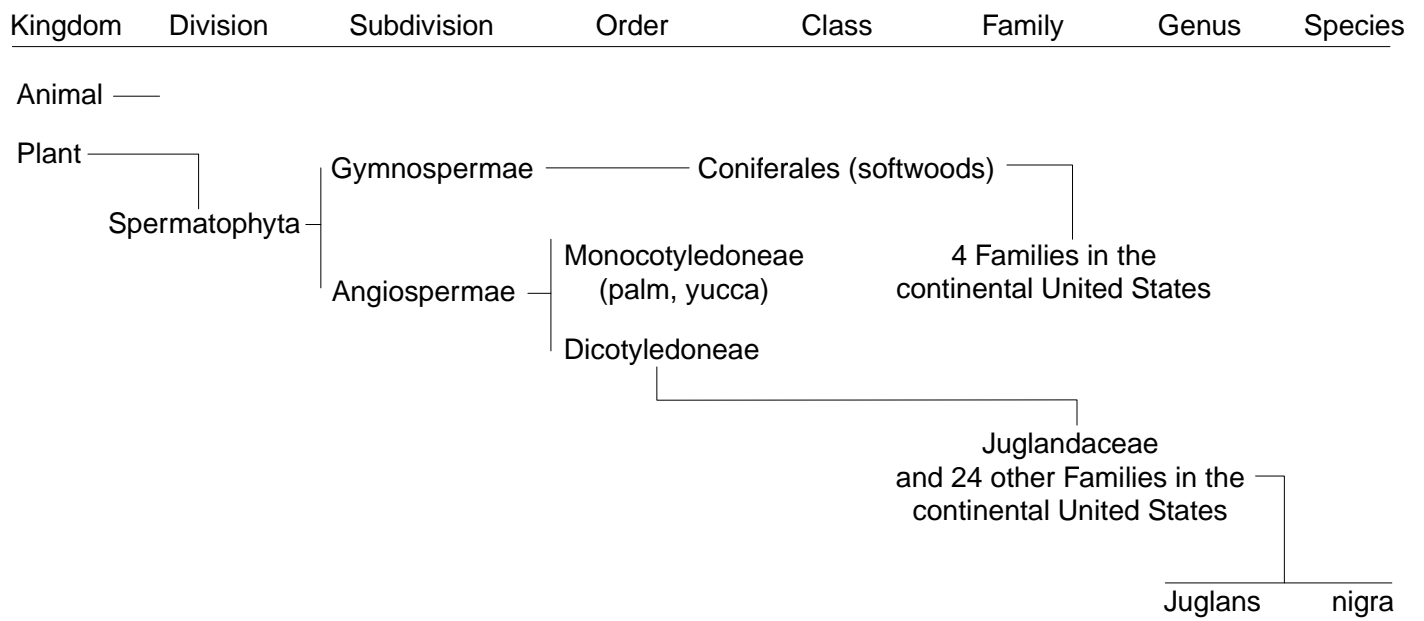 Kingdom Division Subdivision Order Class Family Genus Species
Animal
Plant
Gymnospermae Coniferales (softwoods)
Spermatophyta
Monocotyledoneae
(palm, yucca)
4 Families in the
continental United States
Angiospermae
Dicotyledoneae
Juglandaceae
and 24 other Families in the
continental United States
Juglans nigra